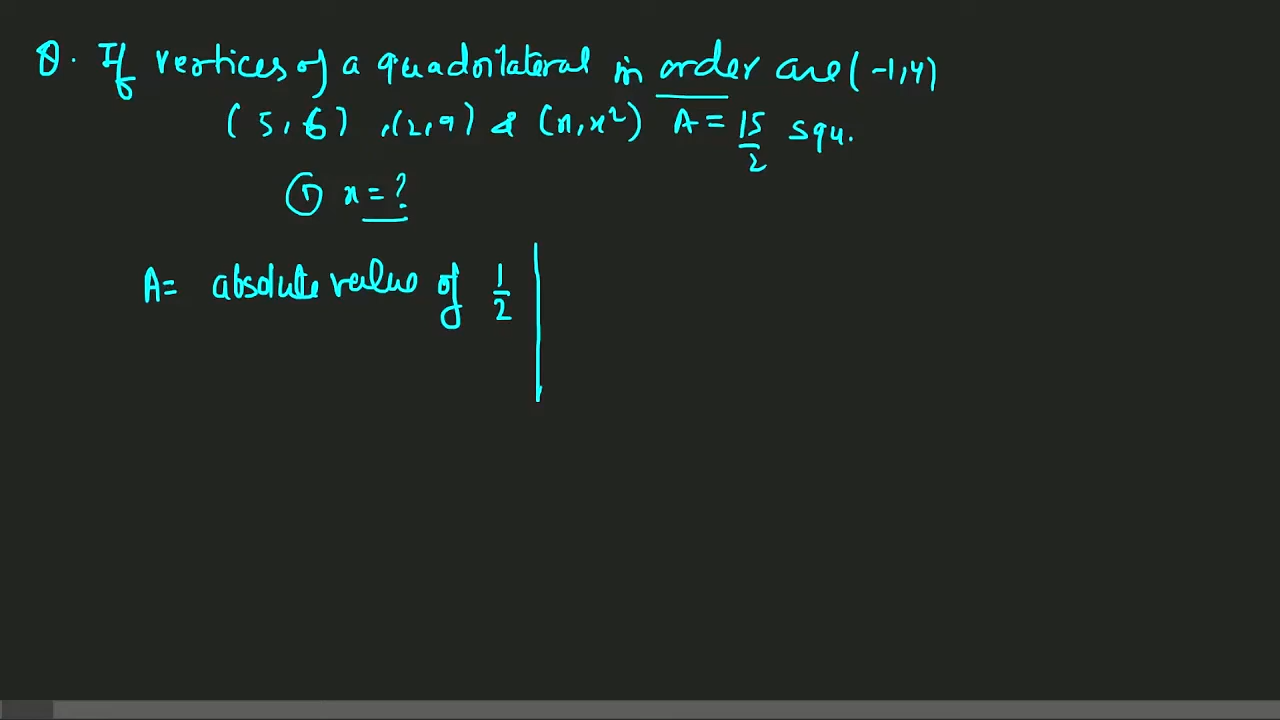 Q. If vertices of a quadrilateral in order are (-1,4)
(5,6), (2,9) & (x,x²) A = 15/2 squ.
① x = ?
A = absolute value of 1/2 |